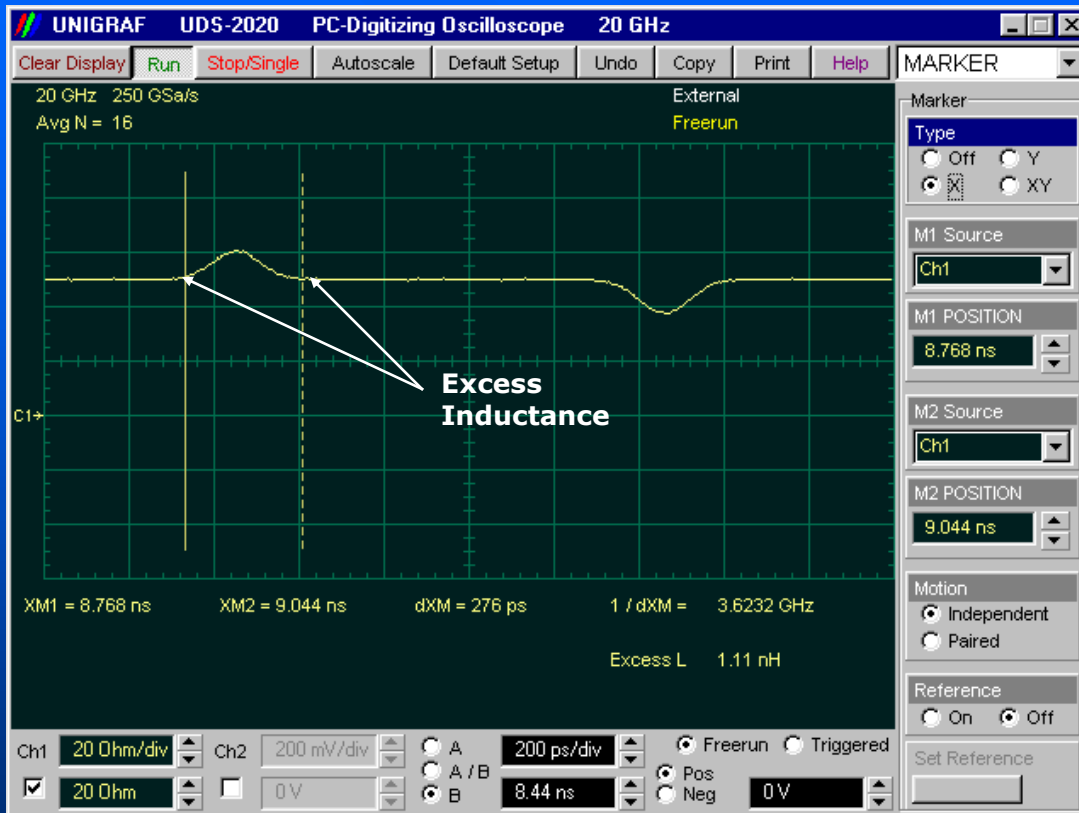 UNIGRAF UDS-2020 PC-Digitizing Oscilloscope 20 GHz
Clear Display Run Stop/Single Autoscale Default Setup Undo Copy Print Help MARKER
20 GHz 250 GSa/s External
Avg N = 16 Freerun
Marker
Type
Off Y
X XY
M1 Source
Ch1
M1 POSITION
8.768 ns
Excess
Inductance
C1
M2 Source
Ch1
M2 POSITION
9.044 ns
XM1 = 8.768 ns XM2 = 9.044 ns dXM = 276 ps 1 / dXM = 3.6232 GHz
Excess L 1.11 nH
Motion
Independent
Paired
Reference
On Off
Set Reference
Ch1 20 Ohm/div Ch2 200 mV/div A 200 ps/div Freerun Triggered
A / B Pos
20 Ohm 0 V B 8.44 ns Neg 0 V